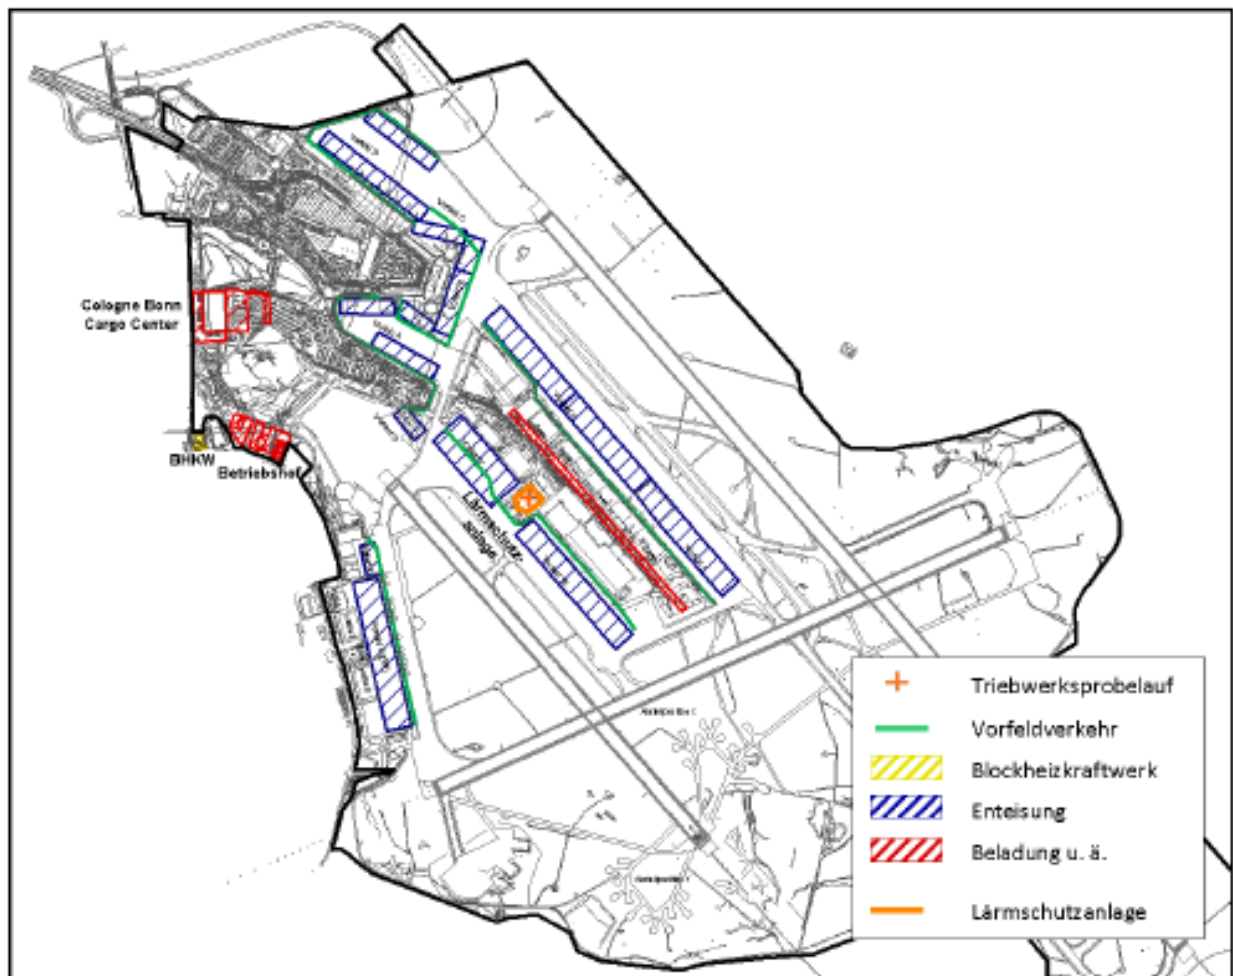 Cologne Bonn
Cargo Center
BHKW
Betriebshof
Lärmschutz-
anlage
Triebwerksprobelauf
Vorfeldverkehr
Blockheizkraftwerk
Enteisung
Beladung u. ä.
Lärmschutzanlage